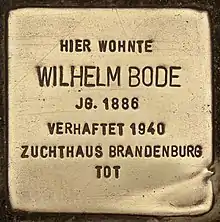 HIER WOHNTE
WILHELM BODE
JG. 1886
VERHAFTET 1940
ZUCHTHAUS BRANDENBURG
TOT